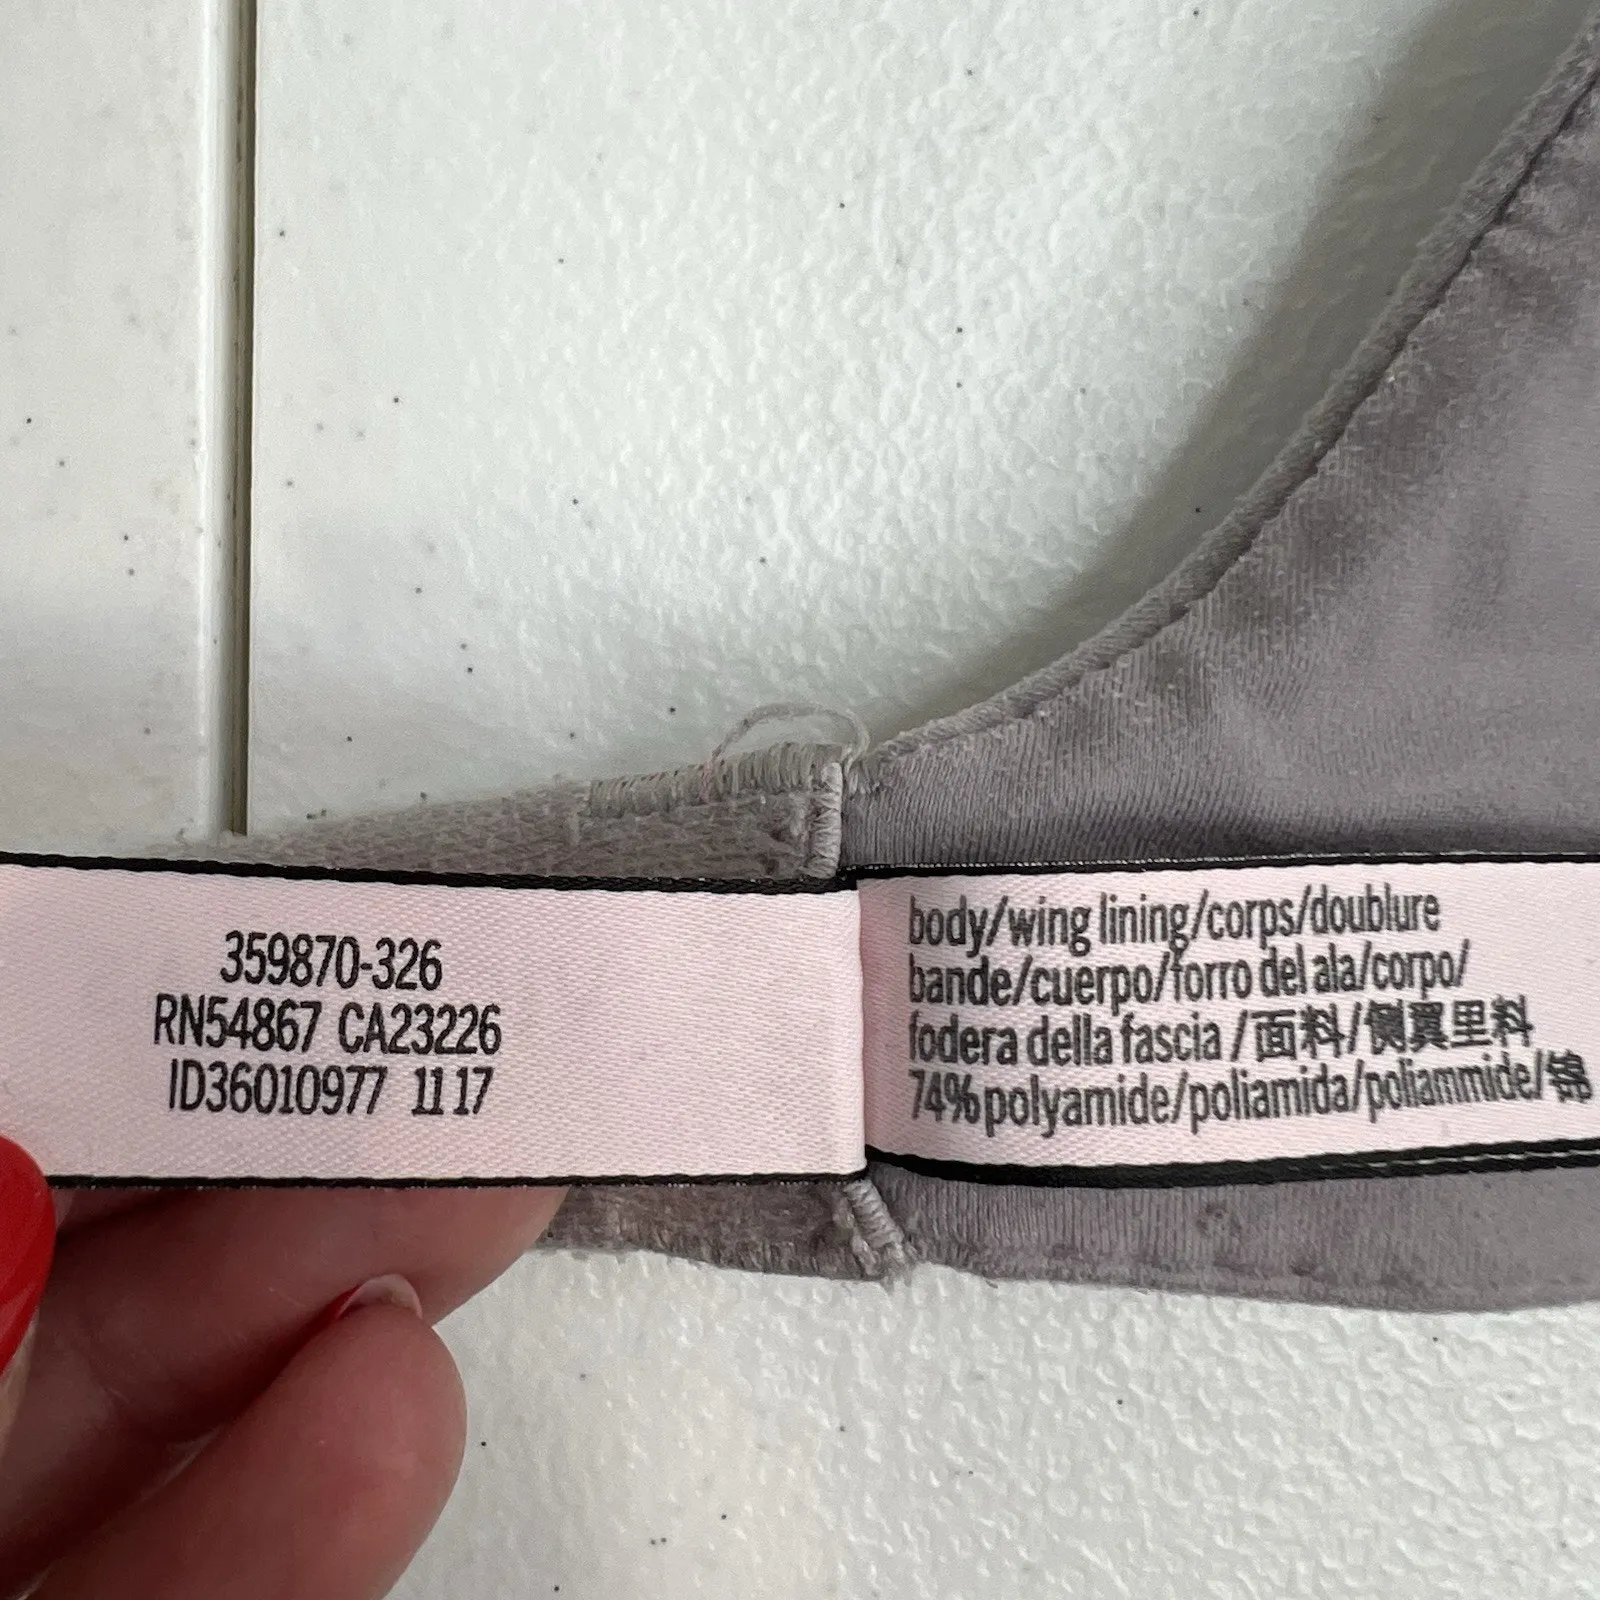 359870-326
RN54867 CA23226
ID36010977 11 17
body/wing lining/corps/doublure
bande/cuerpo/forro del ala/corpo/
fodera della fascia /面料/侧翼里料
74% polyamide/poliamida/poliammide/锦